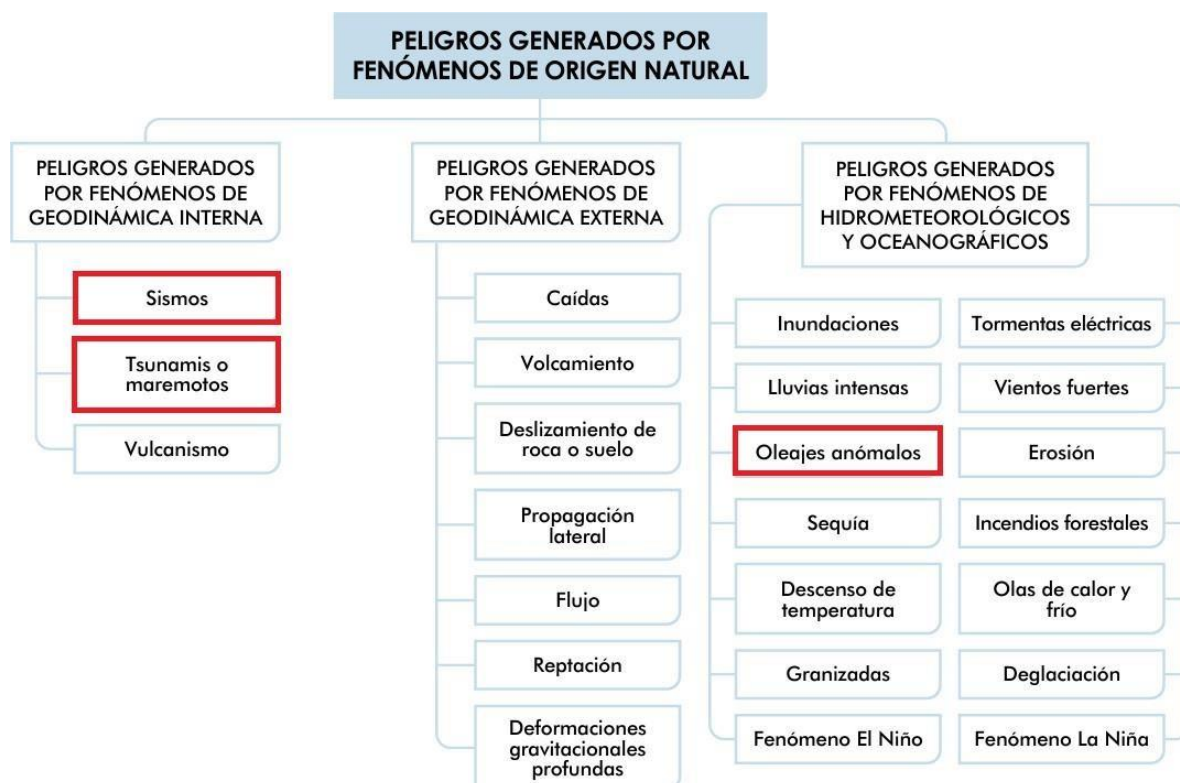 PELIGROS GENERADOS POR
FENÓMENOS DE ORIGEN NATURAL
PELIGROS GENERADOS
POR FENÓMENOS DE
GEODINÁMICA INTERNA
Sismos
Tsunamis o
maremotos
Vulcanismo
PELIGROS GENERADOS
POR FENÓMENOS DE
GEODINÁMICA EXTERNA
Caídas
Volcamiento
Deslizamiento de
roca o suelo
Propagación
lateral
Flujo
Reptación
Deformaciones
gravitacionales
profundas
PELIGROS GENERADOS
POR FENÓMENOS DE
HIDROMETEOROLÓGICOS
Y OCEANOGRÁFICOS
Inundaciones
Lluvias intensas
Oleajes anómalos
Sequía
Descenso de
temperatura
Granizadas
Fenómeno El Niño
Tormentas eléctricas
Vientos fuertes
Erosión
Incendios forestales
Olas de calor y
frío
Deglaciación
Fenómeno La Niña